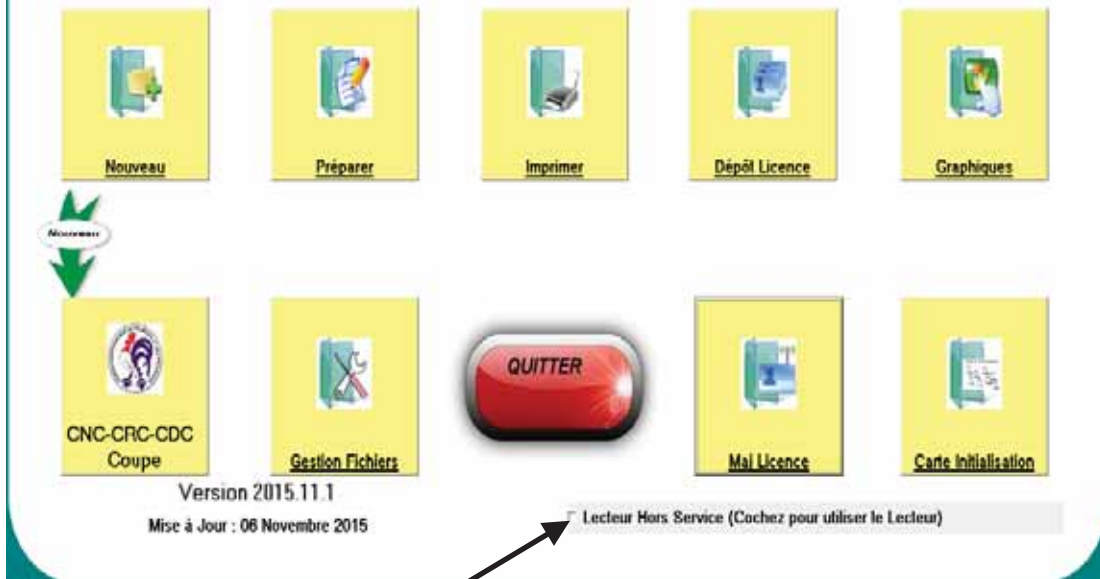 Nouveau
Préparer
Imprimer
Dépôt Licence
Graphiques
Nouveau
QUITTER
CNC-CRC-CDC
Coupe
Gestion Fichiers
Maj Licence
Carte Initialisation
Version 2015.11.1
Mise à Jour : 06 Novembre 2015
Lecteur Hors Service (Cochez pour utiliser le Lecteur)